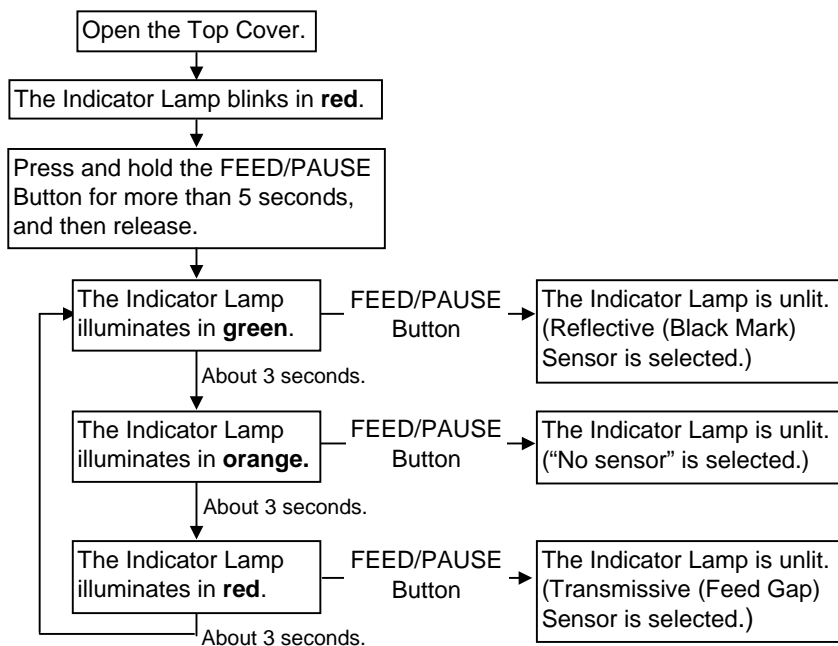 Open the Top Cover.
The Indicator Lamp blinks in red.
Press and hold the FEED/PAUSE
Button for more than 5 seconds,
and then release.
The Indicator Lamp
illuminates in green.
FEED/PAUSE
Button
The Indicator Lamp is unlit.
(Reflective (Black Mark)
Sensor is selected.)
About 3 seconds.
The Indicator Lamp
illuminates in orange.
FEED/PAUSE
Button
The Indicator Lamp is unlit.
(“No sensor” is selected.)
About 3 seconds.
The Indicator Lamp
illuminates in red.
FEED/PAUSE
Button
The Indicator Lamp is unlit.
(Transmissive (Feed Gap)
Sensor is selected.)
About 3 seconds.